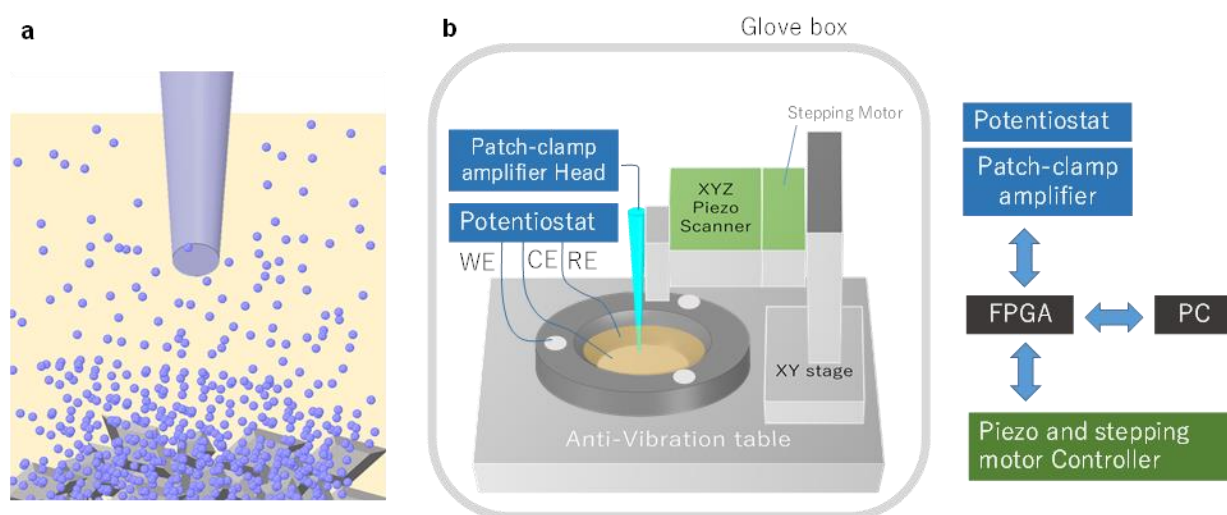 a
b
Glove box
Stepping Motor
Patch-clamp
amplifier Head
Potentiostat
WE
CE
RE
XYZ
Piezo
Scanner
XY stage
Anti-Vibration table
Potentiostat
Patch-clamp
amplifier
FPGA
PC
Piezo and stepping
motor Controller